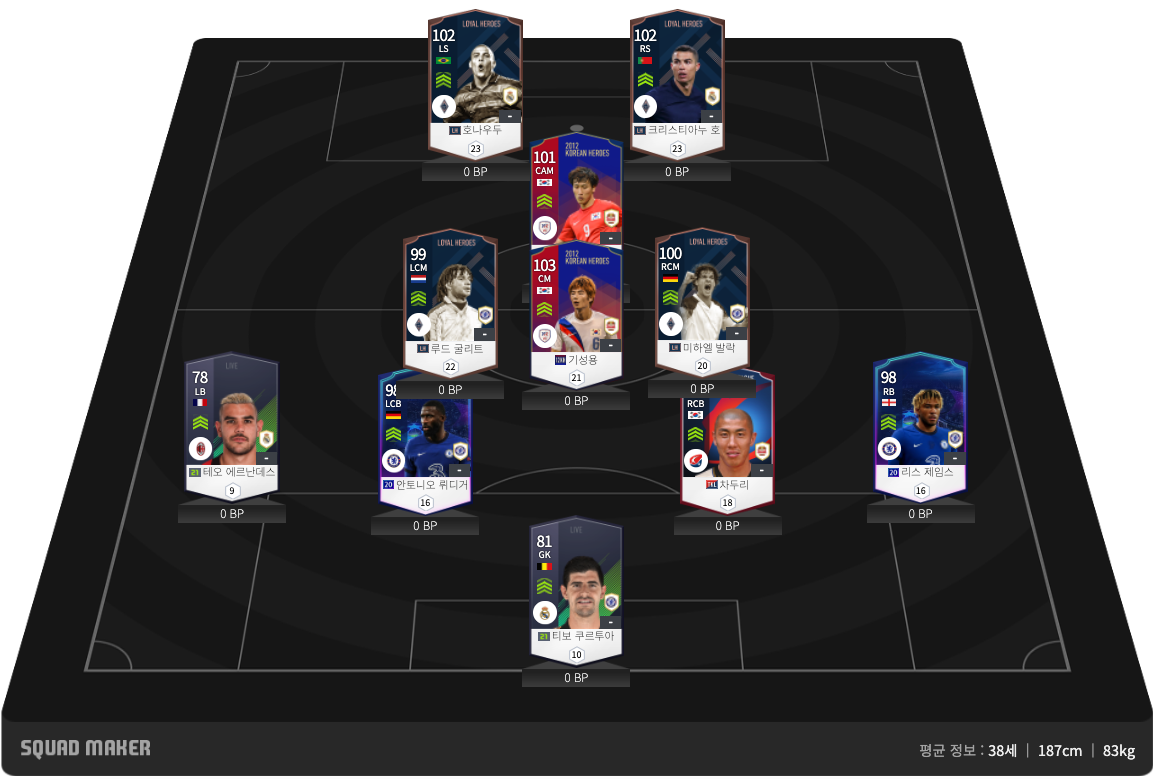 LOYAL HEROES
102
LS
-
LH 호나우두
23
0 BP
LOYAL HEROES
102
RS
-
LH 크리스티아누 호
23
0 BP
2012
KOREAN HEROES
101
CAM
9
-
LOYAL HEROES
99
LCM
-
LH 루드 굴리트
22
0 BP
2012
KOREAN HEROES
103
CM
6
-
12KH 기성용
21
0 BP
LOYAL HEROES
100
RCM
-
LH 미하엘 발락
20
0 BP
LIVE
78
LB
-
21 테오 에르난데스
9
0 BP
98
LCB
3
-
20 안토니오 뤼디거
16
0 BP
RCB
-
차두리
18
0 BP
98
RB
3
-
20 리스 제임스
16
0 BP
LIVE
81
GK
-
21 티보 쿠르투아
10
0 BP
SQUAD MAKER
평균 정보 : 38세 | 187cm | 83kg